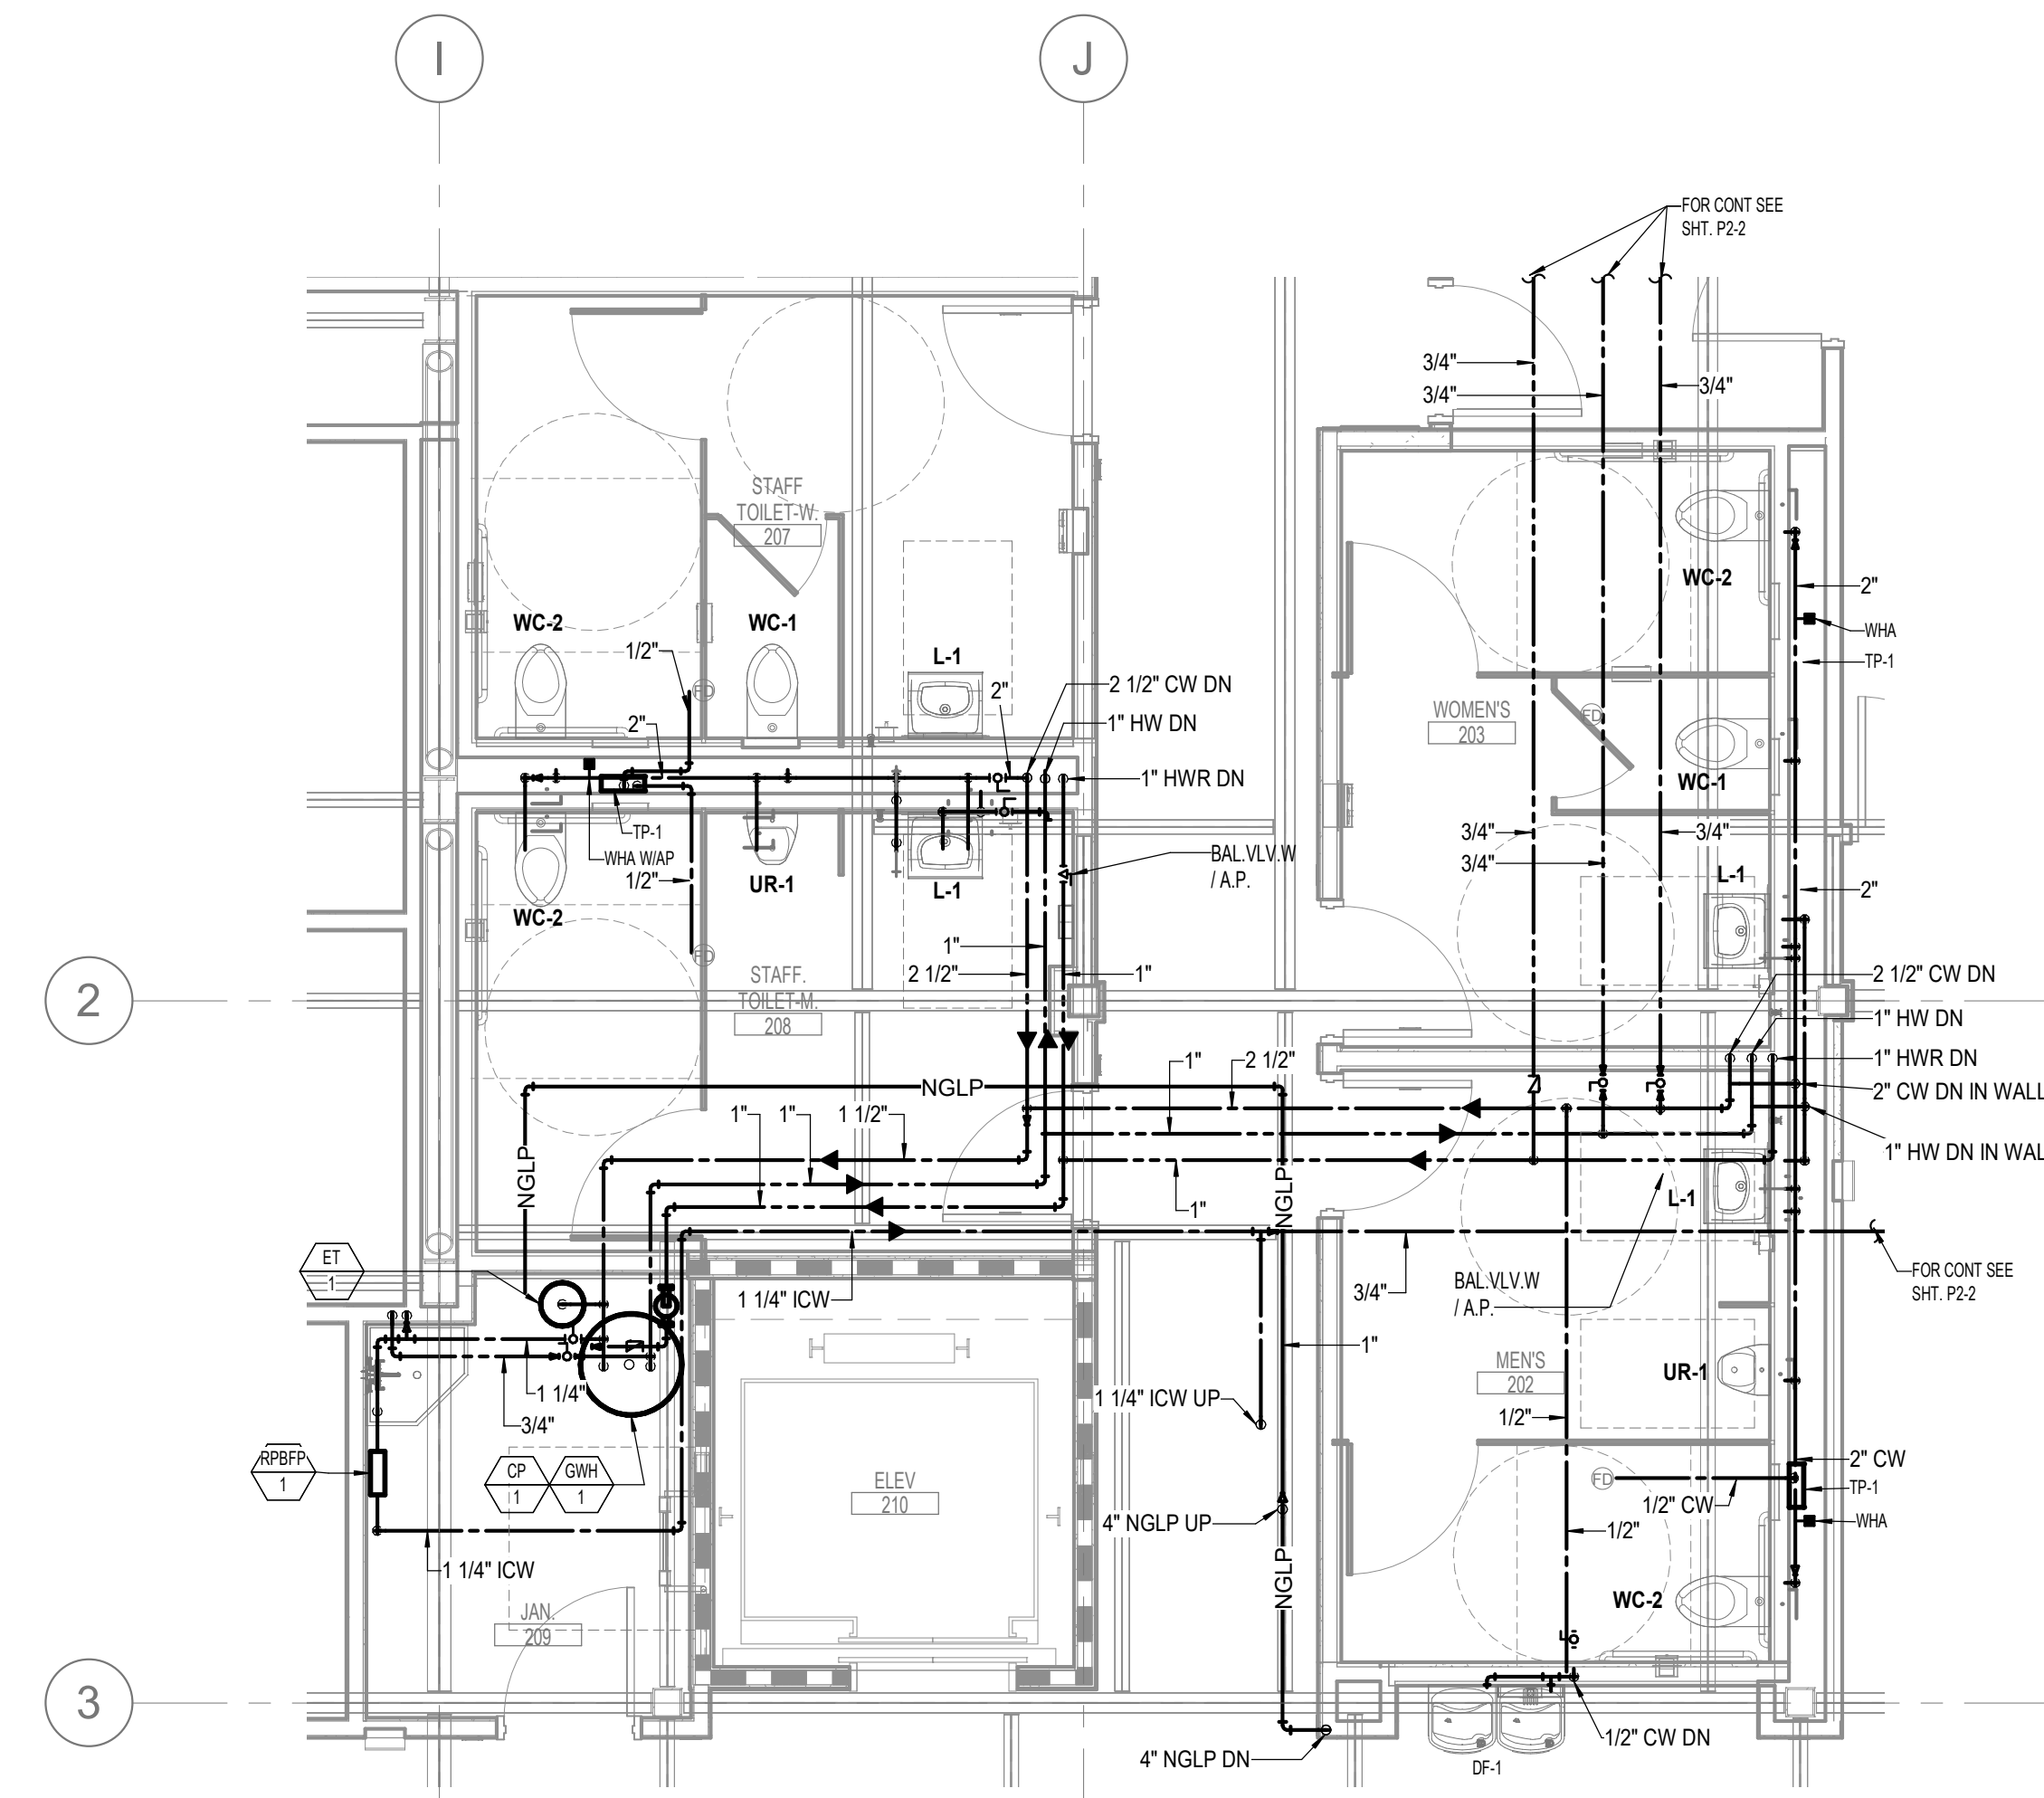 I
J
FOR CONT SEE
SHT. P2-2
3/4"
3/4"
3/4"
STAFF
TOILET-W.
207
WC-2
WC-1
1/2"
L-1
2"
2"
2 1/2" CW DN
1" HW DN
1" HWR DN
FD
WC-2
2"
WHA
TP-1
WOMEN'S
203
FD
WC-1
TP-1
WHA W/AP
1/2"
UR-1
L-1
WC-2
BAL.VLV.W
/ A.P.
3/4"
3/4"
3/4"
L-1
2"
FD
1"
2 1/2"
1"
STAFF.
TOILET-M.
208
2
2 1/2" CW DN
1" HW DN
1" HWR DN
2" CW DN IN WALL
1" HW DN IN WAL
NGLP
1"
2 1/2"
1"
1"
1 1/2"
NGLP
NGLP
1"
L-1
ET
1
1 1/4" ICW
3/4"
BAL.VLV.W
/ A.P.
FOR CONT SEE
SHT. P2-2
1"
MEN'S
202
UR-1
1 1/4"
3/4"
1 1/4" ICW UP
1/2"
RPBFP
1
CP
1
GWH
1
ELEV
210
FD
2" CW
TP-1
1/2" CW
WHA
4" NGLP UP
1/2"
1 1/4" ICW
NGLP
WC-2
JAN.
209
3
4" NGLP DN
1/2" CW DN
DF-1